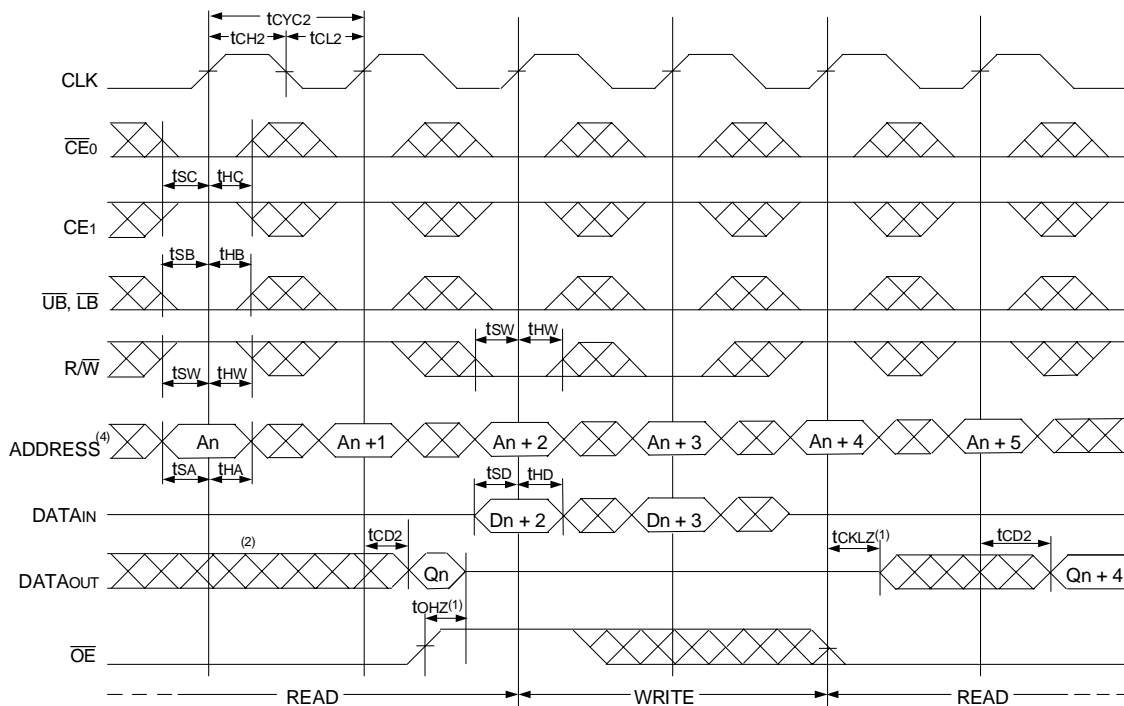 tCYC2
tCH2 tCL2
CLK
CE0
tSC tHC
CE1
tSB tHB
UB, LB
tSW tHW
R/W
tSW tHW
ADDRESS(4) An An +1 An + 2 An + 3 An + 4 An + 5
tSA tHA
tSD tHD
DATAIN Dn + 2 Dn + 3
tCD2 tCKLZ(1) tCD2
(2)
DATAOUT Qn Qn + 4
tOHZ(1)
OE
READ WRITE READ